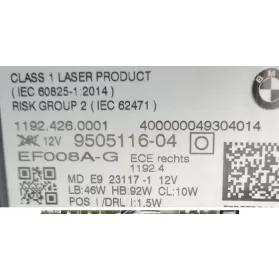 CLASS 1 LASER PRODUCT
( IEC 60825-1:2014 )
RISK GROUP 2 ( IEC 62471 )
1192.426.0001 400000049304014
12V 9505116-04
EF008A-G ECE rechts
1192.4
MD E9 23117 -1 12V
LB:46W HB:92W CL:10W
POS I/DRL I:1.5W